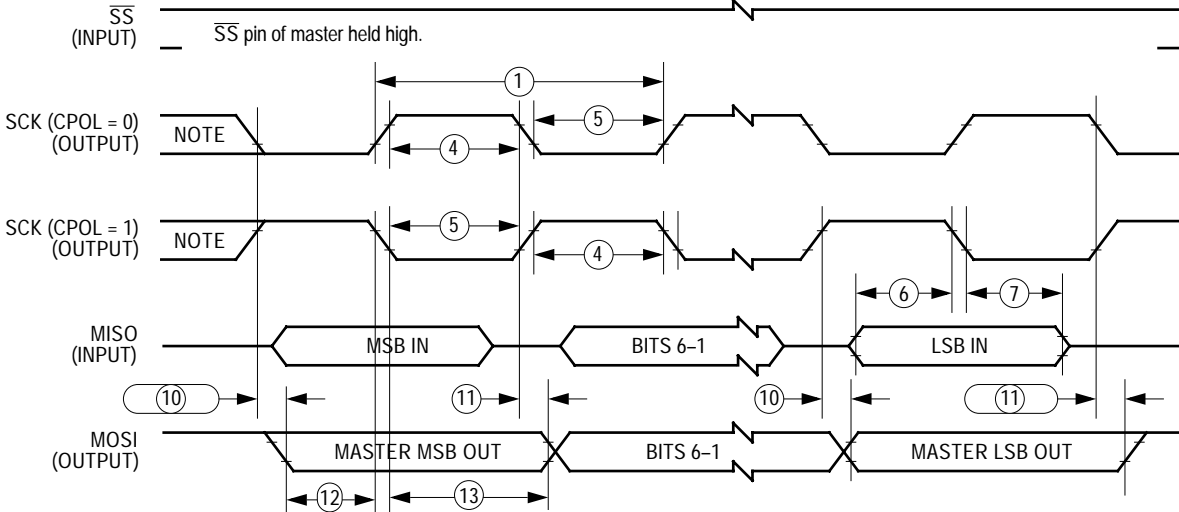 SS
(INPUT)
SS pin of master held high.
1
SCK (CPOL = 0)
(OUTPUT)
NOTE
5
4
SCK (CPOL = 1)
(OUTPUT)
NOTE
5
4
6
7
MISO
(INPUT)
MSB IN
BITS 6–1
LSB IN
10
11
10
11
MOSI
(OUTPUT)
MASTER MSB OUT
BITS 6–1
MASTER LSB OUT
12
13